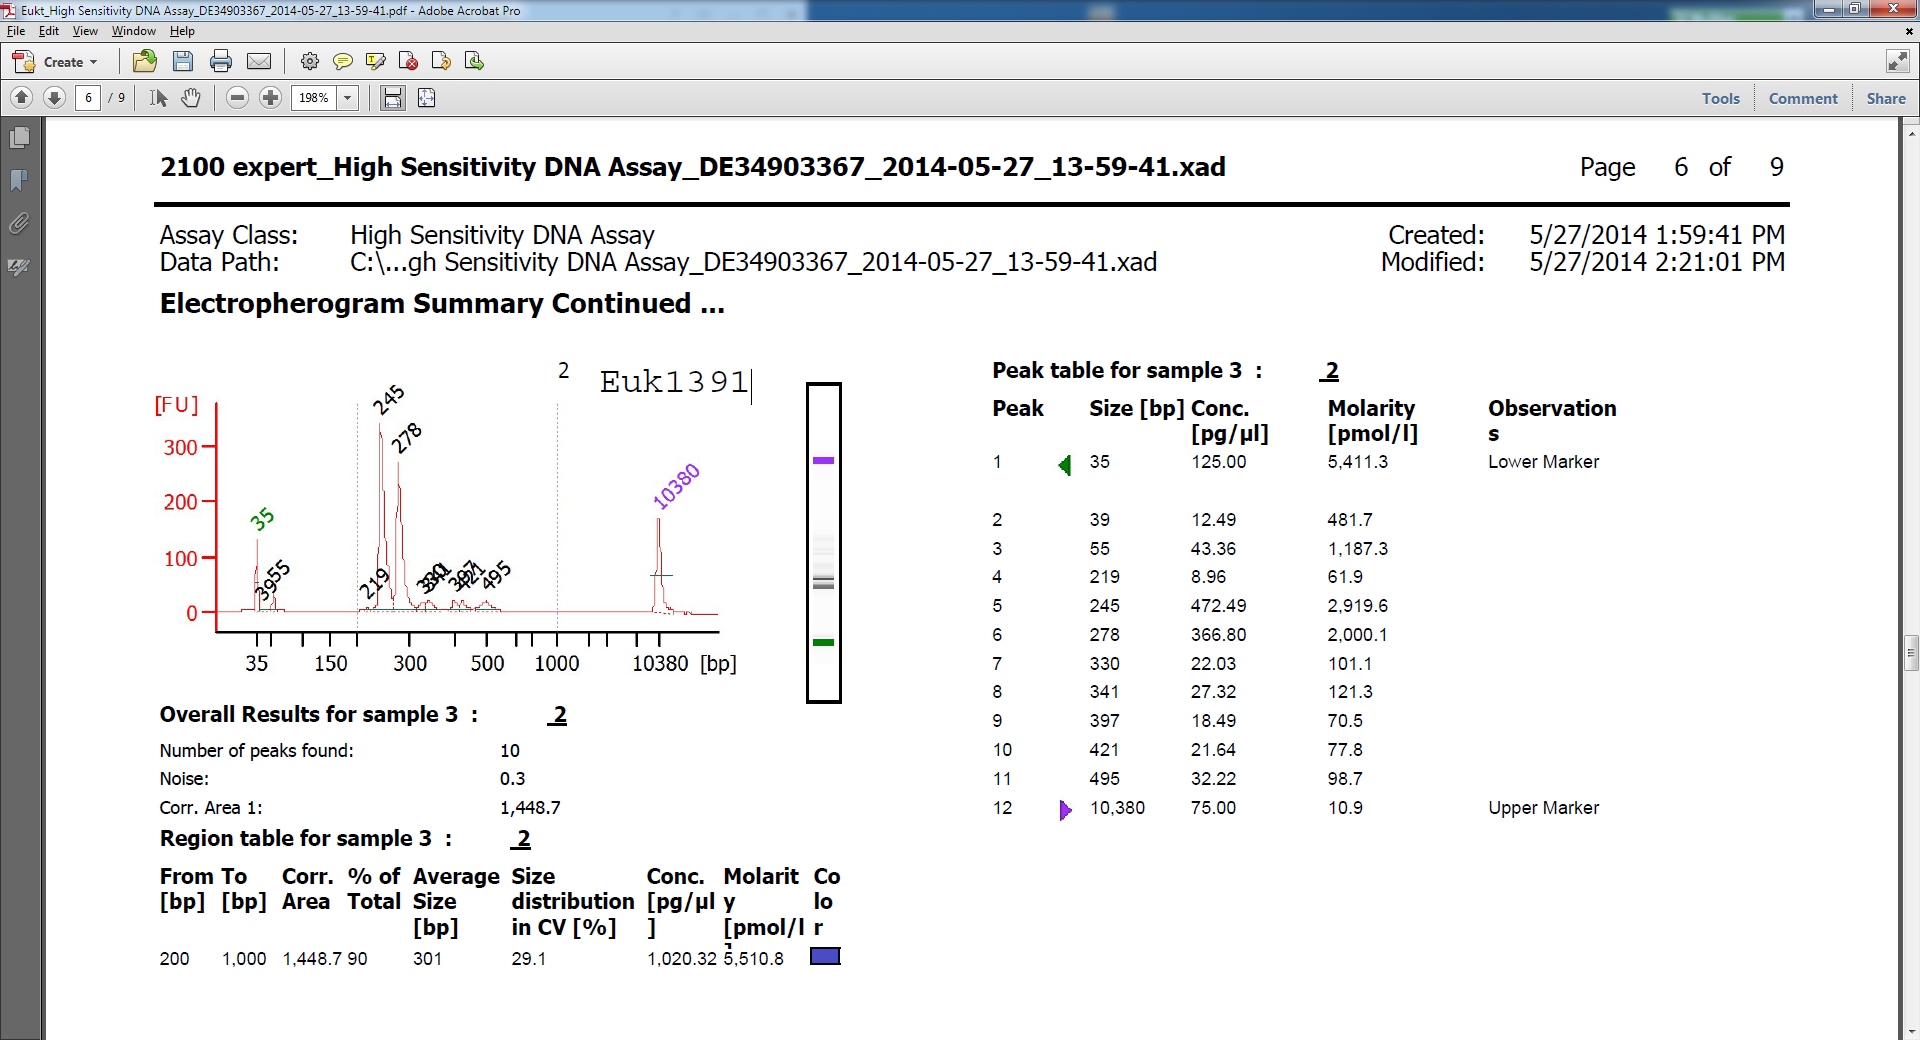 Eukt_High Sensitivity DNA Assay_DE34903367_2014-05-27_13-59-41.pdf - Adobe Acrobat Pro
File Edit View Window Help
Create
6 / 9 198% Tools Comment Share
2100 expert_High Sensitivity DNA Assay_DE34903367_2014-05-27_13-59-41.xad Page 6 of 9
Assay Class: High Sensitivity DNA Assay Created: 5/27/2014 1:59:41 PM
Data Path: C:\...gh Sensitivity DNA Assay_DE34903367_2014-05-27_13-59-41.xad Modified: 5/27/2014 2:21:01 PM
Electropherogram Summary Continued ...
2 Euk1391
[FU]
300
200
100
0
35
39
55
219
245
278
330
341
397
421
495
10380
35 150 300 500 1000 10380 [bp]
Overall Results for sample 3 : 2
Number of peaks found: 10
Noise: 0.3
Corr. Area 1: 1,448.7
Region table for sample 3 : 2
From To Corr. % of Average Size Conc. Molarit Co
[bp] [bp] Area Total Size distribution [pg/µl y lo
[bp] in CV [%] ] [pmol/l r
200 1,000 1,448.7 90 301 29.1 1,020.32 5,510.8
Peak table for sample 3 : 2
Peak Size [bp] Conc. Molarity Observation
[pg/µl] [pmol/l] s
1 35 125.00 5,411.3 Lower Marker
2 39 12.49 481.7
3 55 43.36 1,187.3
4 219 8.96 61.9
5 245 472.49 2,919.6
6 278 366.80 2,000.1
7 330 22.03 101.1
8 341 27.32 121.3
9 397 18.49 70.5
10 421 21.64 77.8
11 495 32.22 98.7
12 10,380 75.00 10.9 Upper Marker